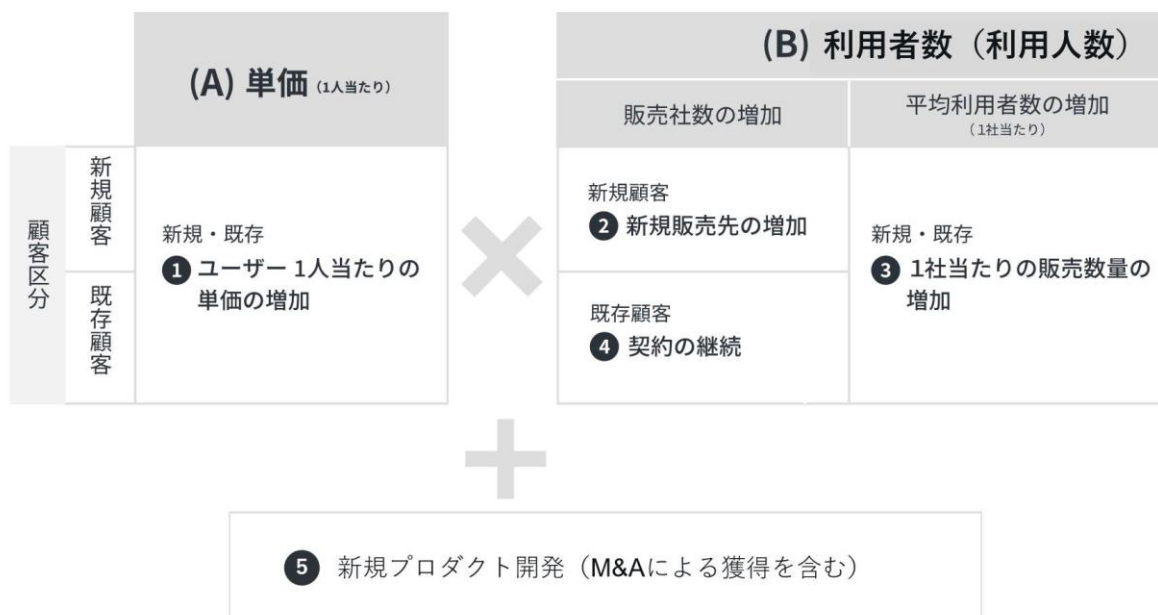 (A) 単価 (1人当たり)
(B) 利用者数（利用人数）
販売社数の増加
平均利用者数の増加
(1社当たり)
顧客区分
新規顧客
既存顧客
新規・既存
1 ユーザー 1人当たりの
単価の増加
×
新規顧客
2 新規販売先の増加
既存顧客
4 契約の継続
新規・既存
3 1社当たりの販売数量の
増加
+
5 新規プロダクト開発（M&Aによる獲得を含む）